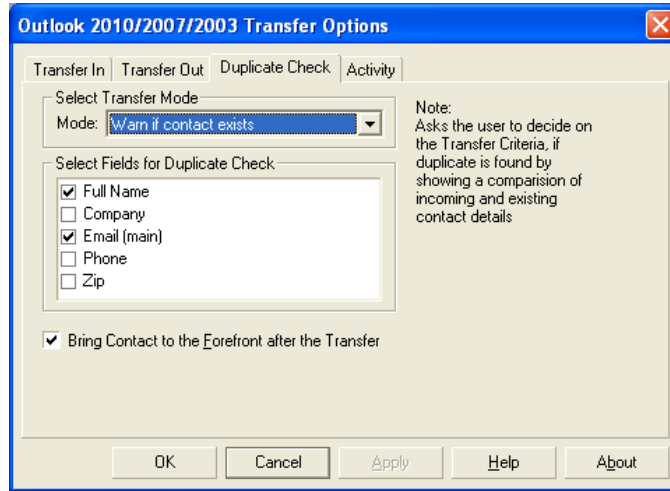 Outlook 2010/2007/2003 Transfer Options
Transfer In Transfer Out Duplicate Check Activity
Select Transfer Mode
Mode: Warn if contact exists
Note:
Asks the user to decide on
the Transfer Criteria, if
duplicate is found by
showing a comparision of
incoming and existing
contact details
Select Fields for Duplicate Check
Full Name
Company
Email (main)
Phone
Zip
Bring Contact to the Forefront after the Transfer
OK Cancel Apply Help About